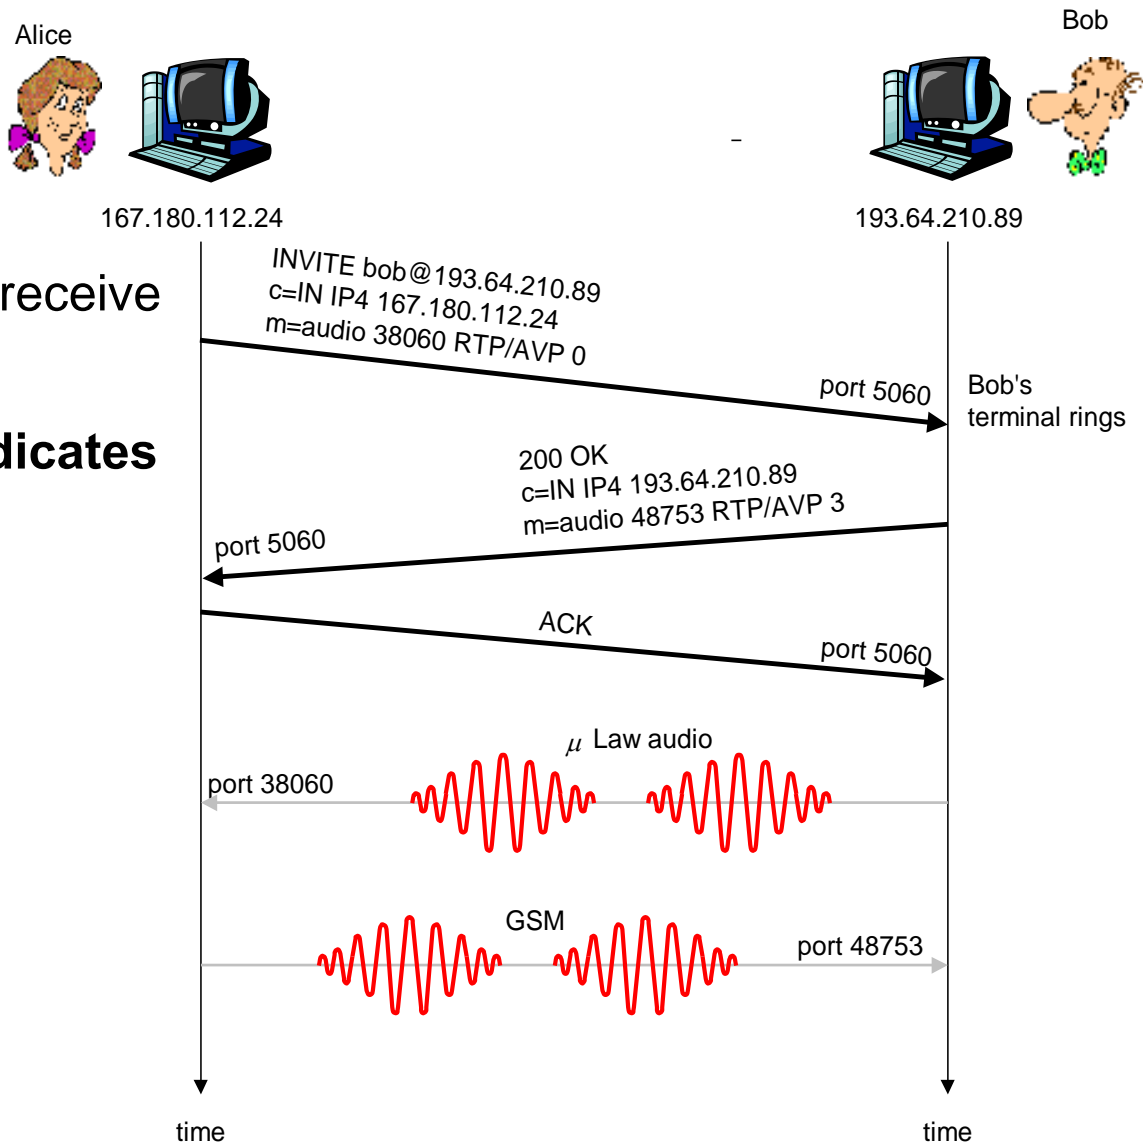 Alice
Bob
167.180.112.24
193.64.210.89
INVITE bob@193.64.210.89
c=IN IP4 167.180.112.24
m=audio 38060 RTP/AVP 0
receive
port 5060
Bob's
terminal rings
dicates
200 OK
c=IN IP4 193.64.210.89
m=audio 48753 RTP/AVP 3
port 5060
ACK
port 5060
μ Law audio
port 38060
GSM
port 48753
time
time